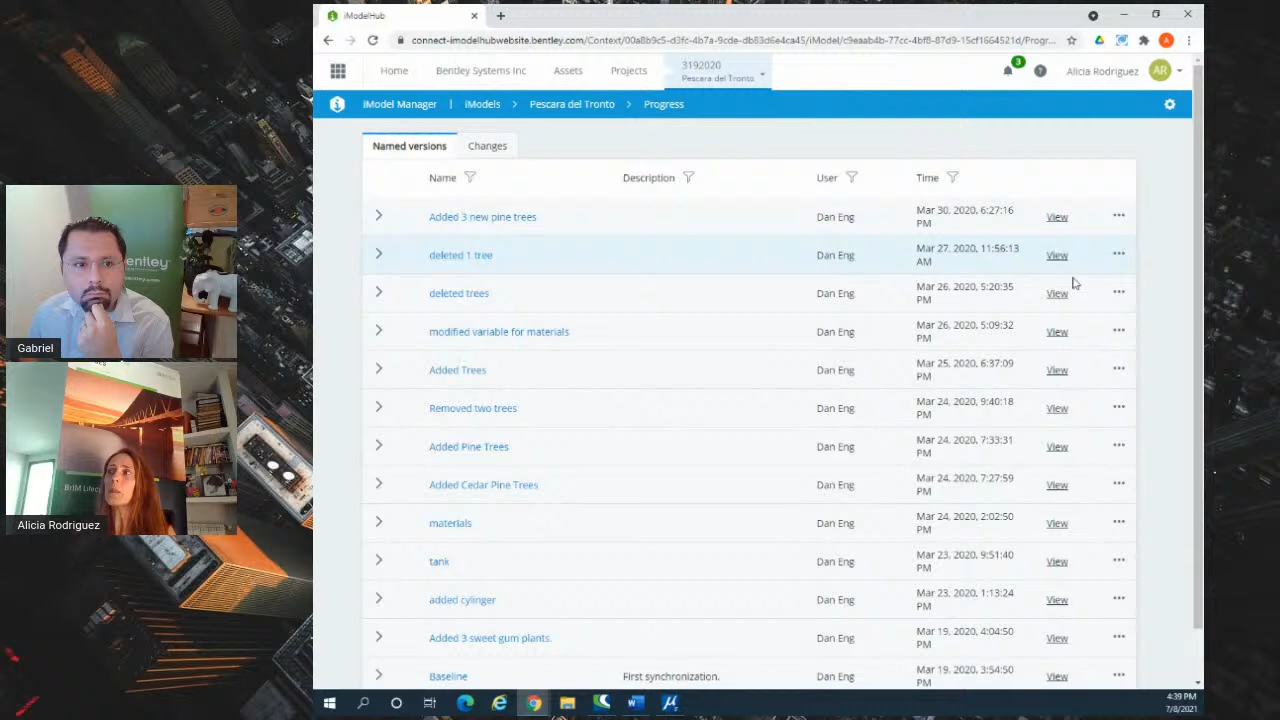 iModelHub
connect-imodelhubwebsite.bentley.com/Context/00a8b9c5-d3fc-4b7a-9cde-db83d6e4ca45/iModel/c9eaab4b-77cc-4bf8-87d9-15cf1664521d/Progr...
Home
Bentley Systems Inc
Assets
Projects
3192020
Pescara del Tronto
3
Alicia Rodriguez
AR
iModel Manager | iModels > Pescara del Tronto > Progress
Named versions
Changes
Name
Description
User
Time
Added 3 new pine trees
Dan Eng
Mar 30, 2020, 6:27:16 PM
View
deleted 1 tree
Dan Eng
Mar 27, 2020, 11:56:13 AM
View
deleted trees
Dan Eng
Mar 26, 2020, 5:20:35 PM
View
modified variable for materials
Dan Eng
Mar 26, 2020, 5:09:32 PM
View
Added Trees
Dan Eng
Mar 25, 2020, 6:37:09 PM
View
Removed two trees
Dan Eng
Mar 24, 2020, 9:40:18 PM
View
Added Pine Trees
Dan Eng
Mar 24, 2020, 7:33:31 PM
View
Added Cedar Pine Trees
Dan Eng
Mar 24, 2020, 7:27:59 PM
View
materials
Dan Eng
Mar 24, 2020, 2:02:50 PM
View
tank
Dan Eng
Mar 23, 2020, 9:51:40 PM
View
added cylinger
Dan Eng
Mar 23, 2020, 1:13:24 PM
View
Added 3 sweet gum plants.
Dan Eng
Mar 19, 2020, 4:04:50 PM
View
Baseline
First synchronization.
Dan Eng
Mar 19, 2020, 3:54:50 PM
View
4:39 PM
7/8/2021
Gabriel
Alicia Rodriguez